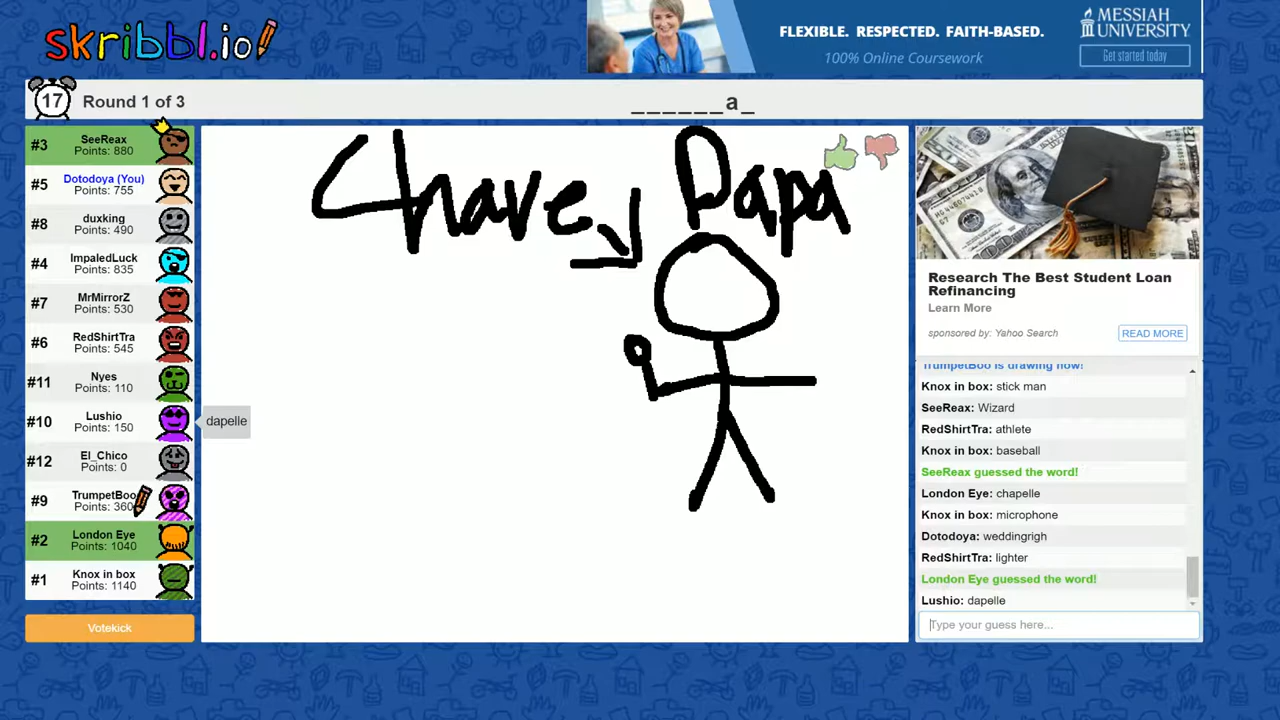 skribbl.io!
FLEXIBLE. RESPECTED. FAITH-BASED.
100% Online Coursework
MESSIAH
UNIVERSITY
Get started today
17
Round 1 of 3
______a_
#3 SeeReax
Points: 880
#5 Dotodoya (You)
Points: 755
#8 duxking
Points: 490
#4 ImpaledLuck
Points: 835
#7 MrMirrorZ
Points: 530
#6 RedShirtTra
Points: 545
#11 Nyes
Points: 110
#10 Lushio
Points: 150
dapelle
#12 El_Chico
Points: 0
#9 TrumpetBoo
Points: 360
#2 London Eye
Points: 1040
#1 Knox in box
Points: 1140
Votekick
Chave Papa
Research The Best Student Loan
Refinancing
Learn More
sponsored by: Yahoo Search
READ MORE
TrumpetBoo is drawing now!
Knox in box: stick man
SeeReax: Wizard
RedShirtTra: athlete
Knox in box: baseball
SeeReax guessed the word!
London Eye: chapelle
Knox in box: microphone
Dotodoya: weddingrigh
RedShirtTra: lighter
London Eye guessed the word!
Lushio: dapelle
Type your guess here...